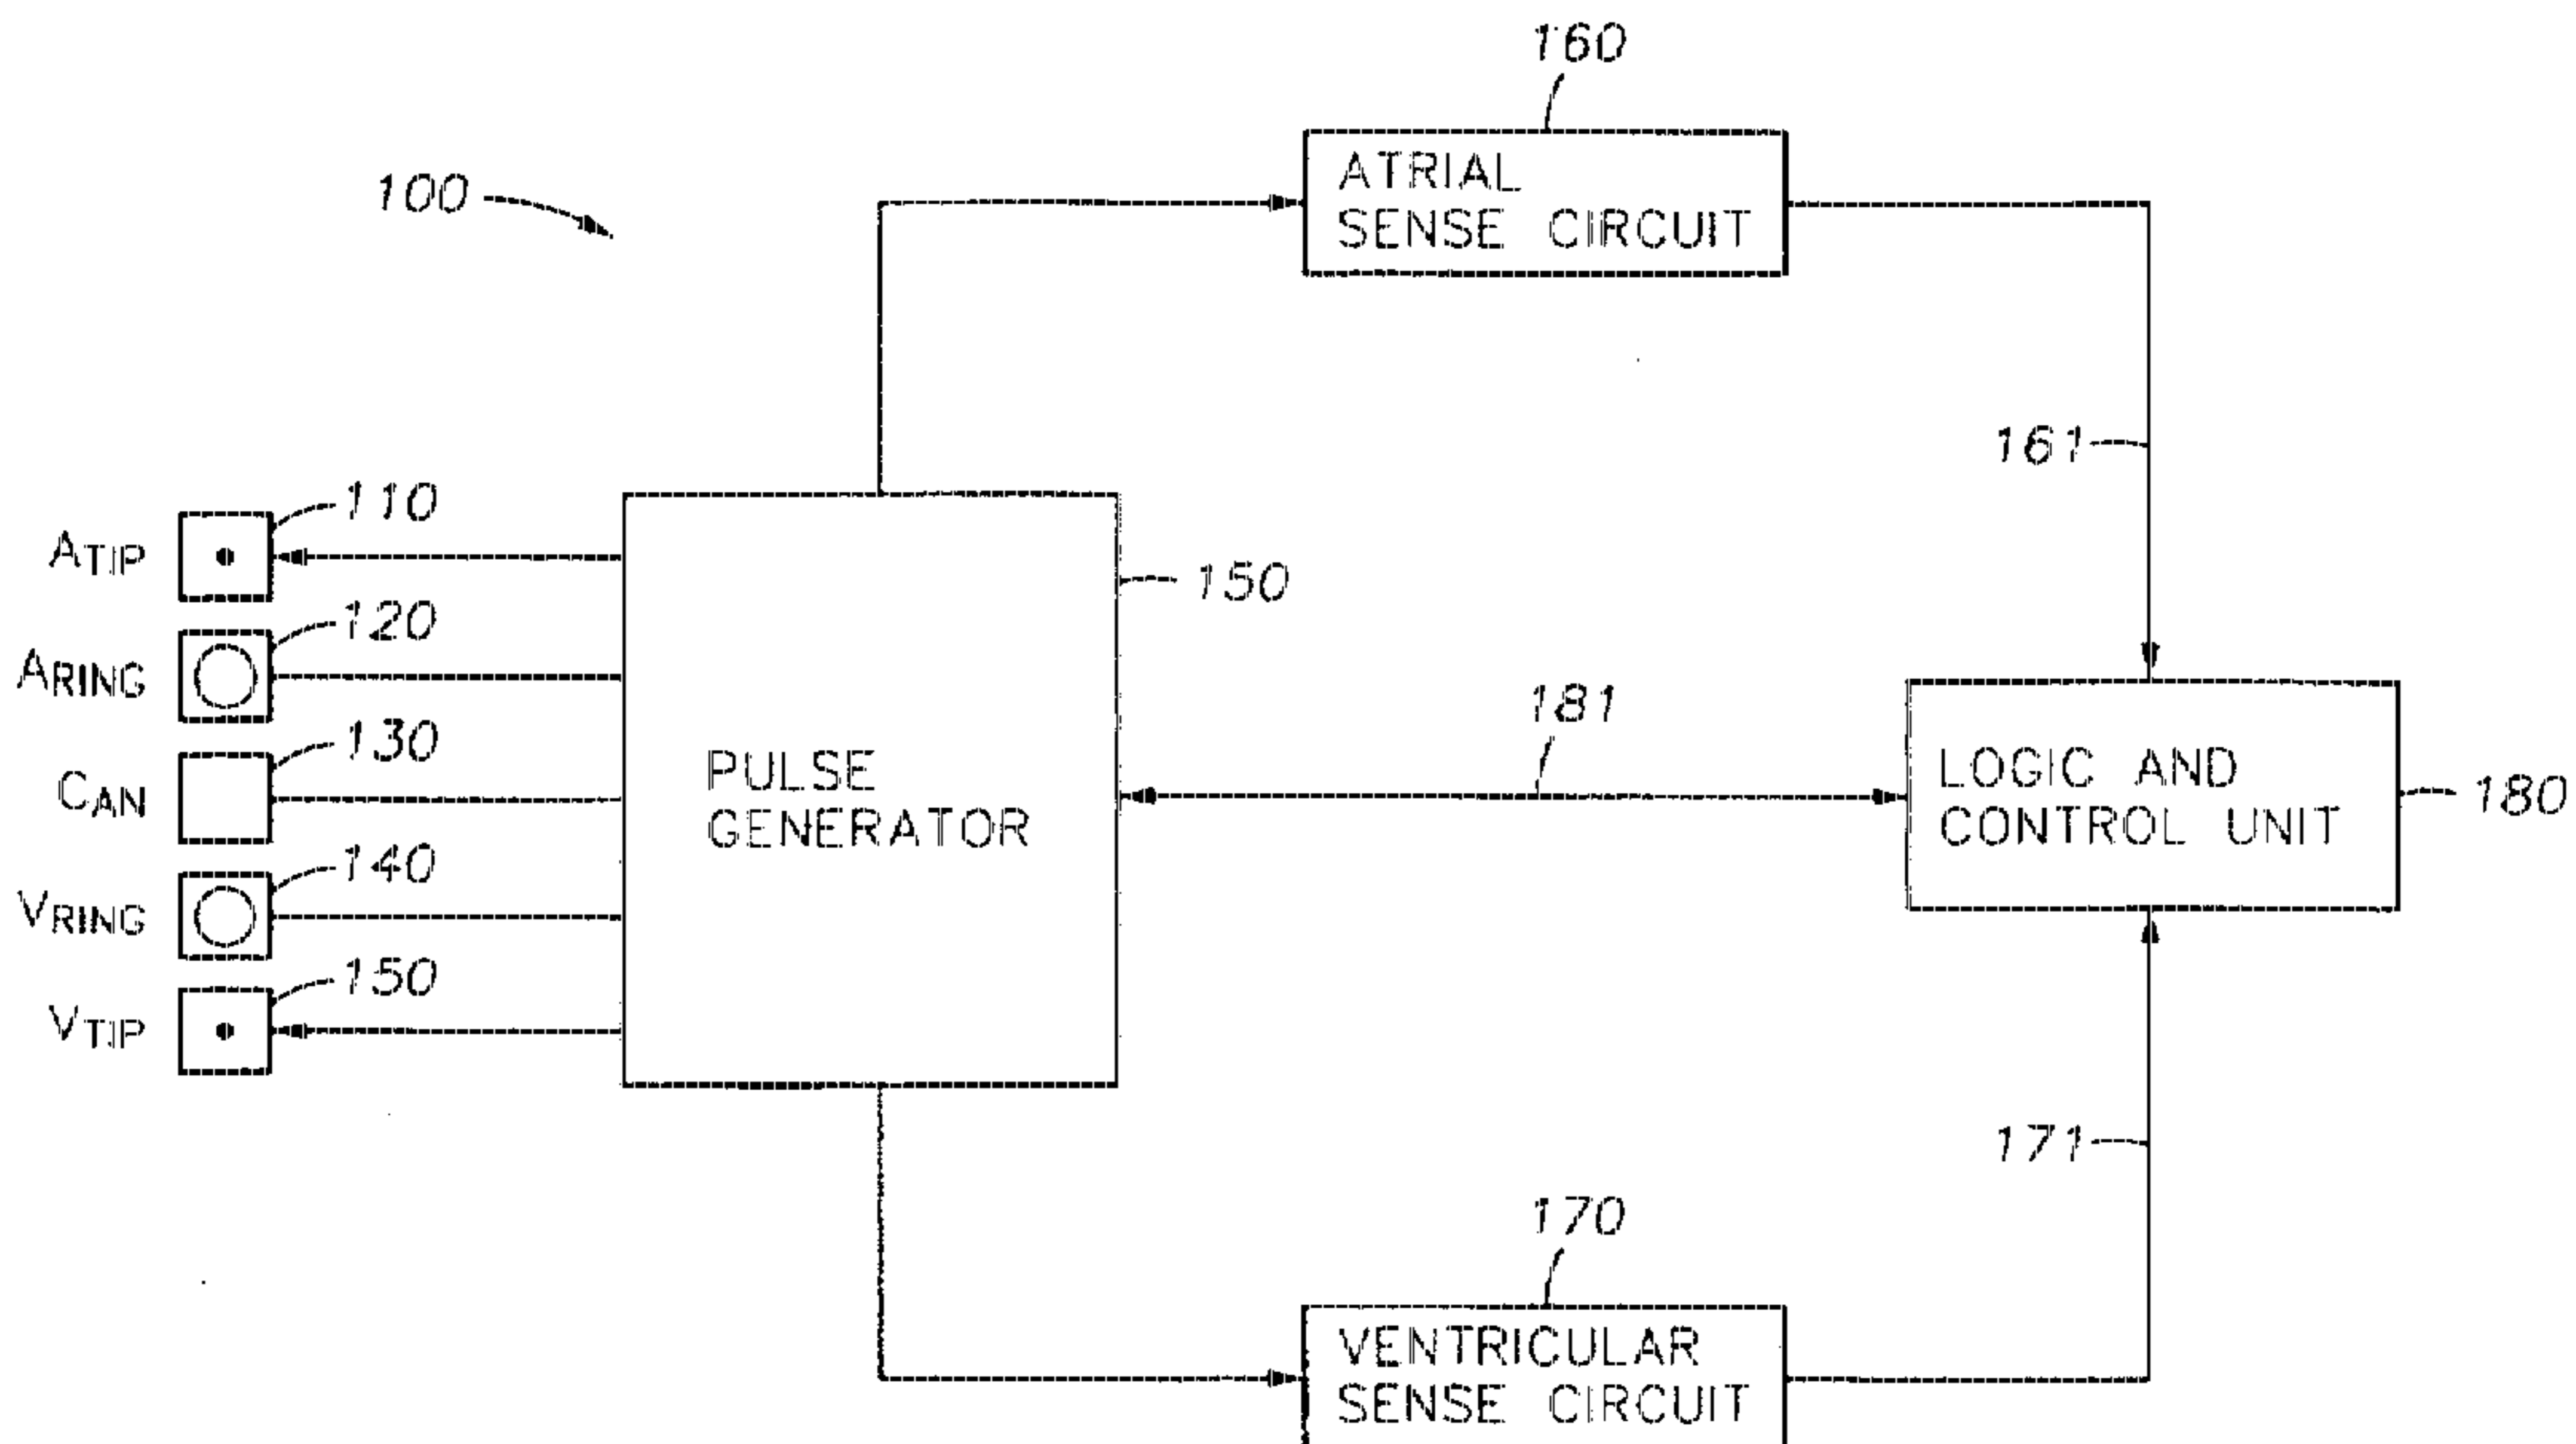 160
100
ATRIAL
SENSE CIRCUIT
161
110
ATIP
150
120
ARING
181
130
CAN
PULSE
GENERATOR
LOGIC AND
CONTROL UNIT
180
140
VRING
150
VTIP
171
170
VENTRICULAR
SENSE CIRCUIT